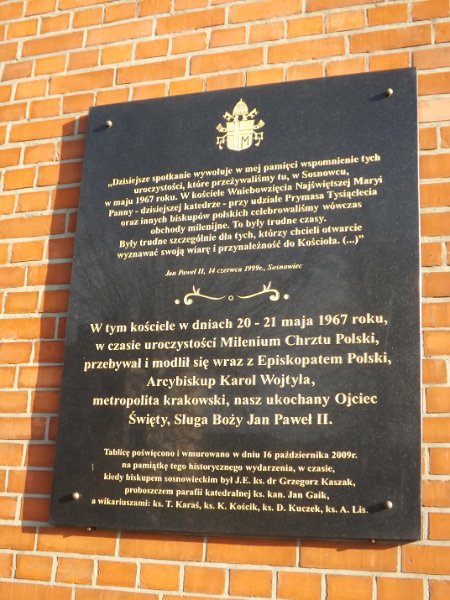 M
„Dzisiejsze spotkanie wywołuje w mej pamięci wspomnienie tych
uroczystości, które przeżywaliśmy tu, w Sosnowcu,
w maju 1967 roku. W kościele Wniebowzięcia Najświętszej Maryi
Panny - dzisiejszej katedrze - przy udziale Prymasa Tysiąclecia
oraz innych biskupów polskich celebrowaliśmy wówczas
obchody milenijne. To były trudne czasy.
Były trudne szczególnie dla tych, którzy chcieli otwarcie
wyznawać swoją wiarę i przynależność do Kościoła. (...)”
Jan Paweł II, 14 czerwca 1999r., Sosnowiec
W tym kościele w dniach 20 - 21 maja 1967 roku,
w czasie uroczystości Milenium Chrztu Polski,
przebywał i modlił się wraz z Episkopatem Polski,
Arcybiskup Karol Wojtyła,
metropolita krakowski, nasz ukochany Ojciec
Święty, Sługa Boży Jan Paweł II.
Tablicę poświęcono i wmurowano w dniu 16 października 2009r.
na pamiątkę tego historycznego wydarzenia, w czasie,
kiedy biskupem sosnowieckim był J.E. ks. dr Grzegorz Kaszak,
proboszczem parafii katedralnej ks. kan. Jan Gaik,
a wikariuszami: ks. T. Karaś, ks. K. Kościk, ks. D. Kuczek, ks. A. Lis.